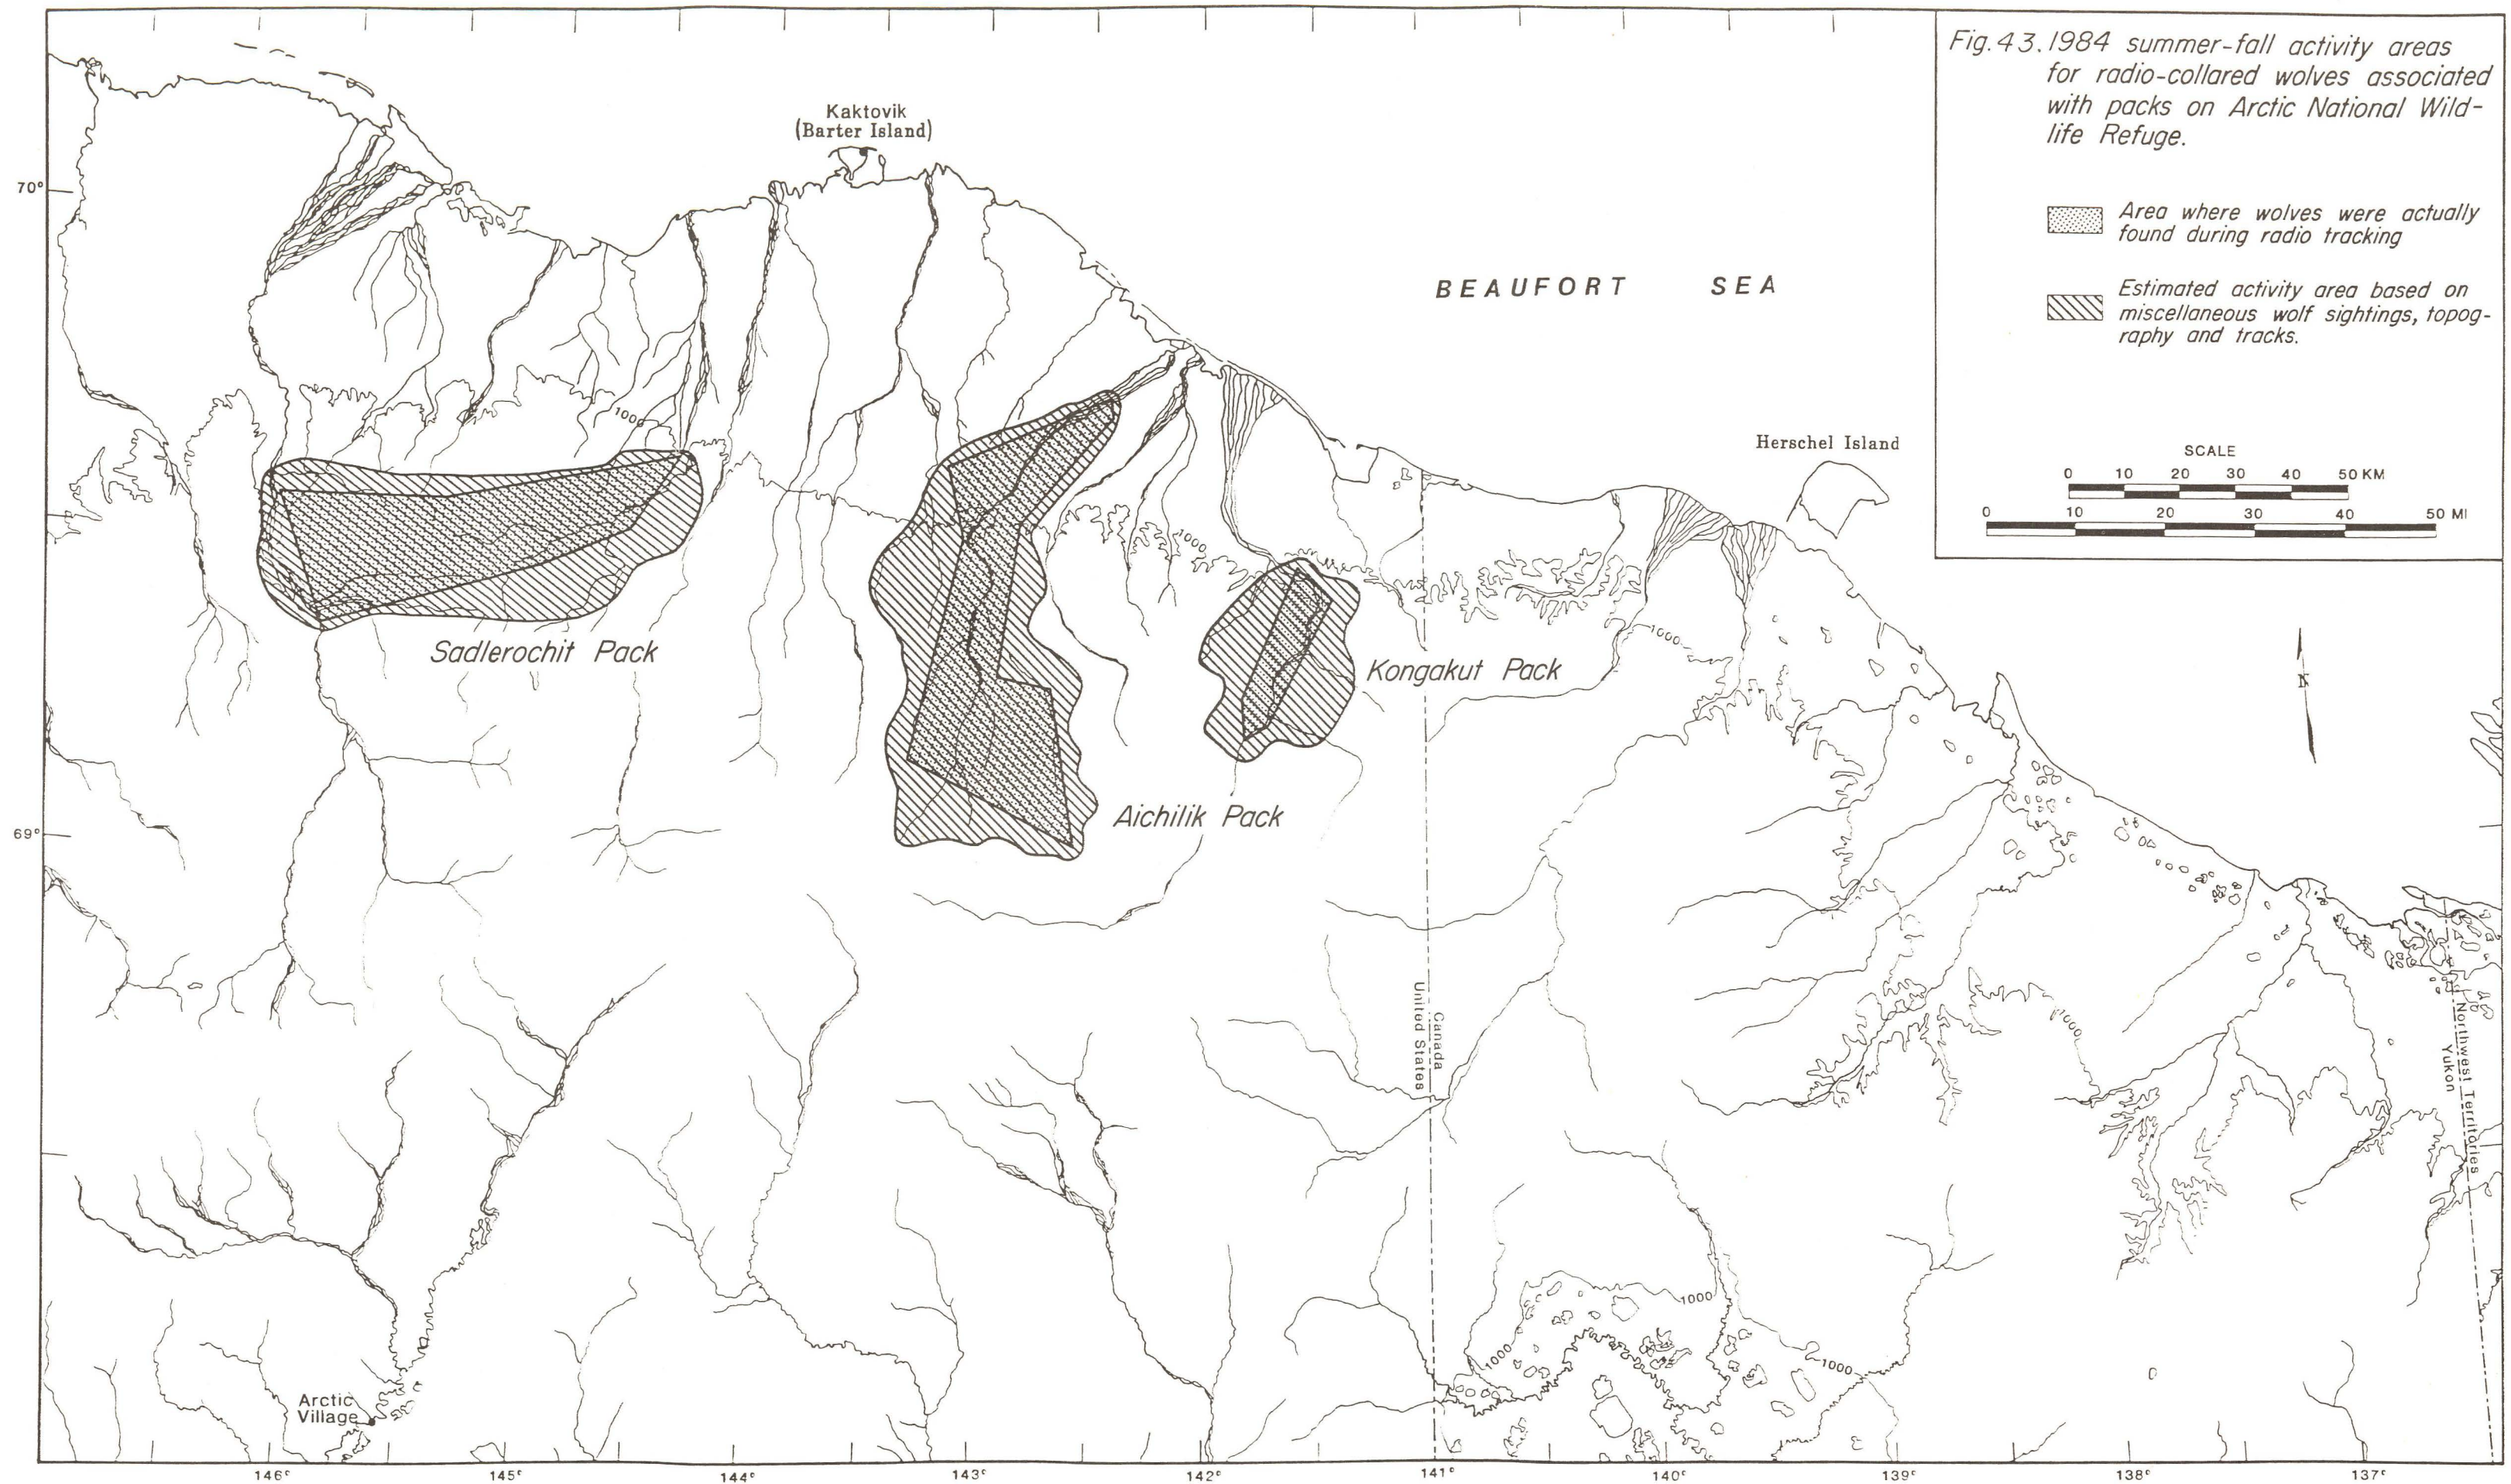 Fig. 43. 1984 summer-fall activity areas
for radio-collared wolves associated
with packs on Arctic National Wild-
life Refuge.
Area where wolves were actually
found during radio tracking
Estimated activity area based on
miscellaneous wolf sightings, topog-
raphy and tracks.
SCALE
0 10 20 30 40 50 KM
0 10 20 30 40 50 MI
Kaktovik
(Barter Island)
70°
BEAUFORT SEA
Herschel Island
1000
1000
1000
Sadlerochit Pack
Kongakut Pack
N
Aichilik Pack
69°
United States
Canada
1000
Northwest Territories
Yukon
1000
1000
1000
Arctic
Village
146° 145° 144° 143° 142° 141° 140° 139° 138° 137°